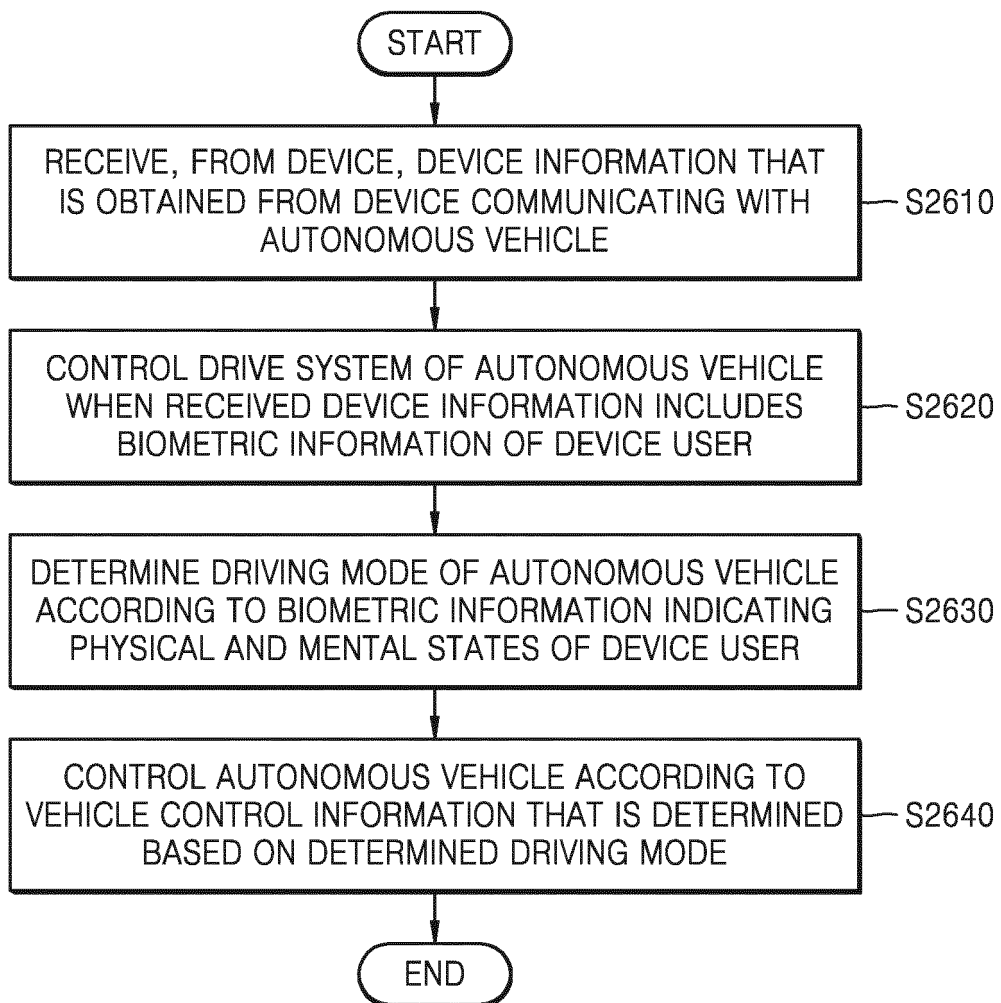 START
RECEIVE, FROM DEVICE, DEVICE INFORMATION THAT
IS OBTAINED FROM DEVICE COMMUNICATING WITH
AUTONOMOUS VEHICLE
S2610
CONTROL DRIVE SYSTEM OF AUTONOMOUS VEHICLE
WHEN RECEIVED DEVICE INFORMATION INCLUDES
BIOMETRIC INFORMATION OF DEVICE USER
S2620
DETERMINE DRIVING MODE OF AUTONOMOUS VEHICLE
ACCORDING TO BIOMETRIC INFORMATION INDICATING
PHYSICAL AND MENTAL STATES OF DEVICE USER
S2630
CONTROL AUTONOMOUS VEHICLE ACCORDING TO
VEHICLE CONTROL INFORMATION THAT IS DETERMINED
BASED ON DETERMINED DRIVING MODE
S2640
END